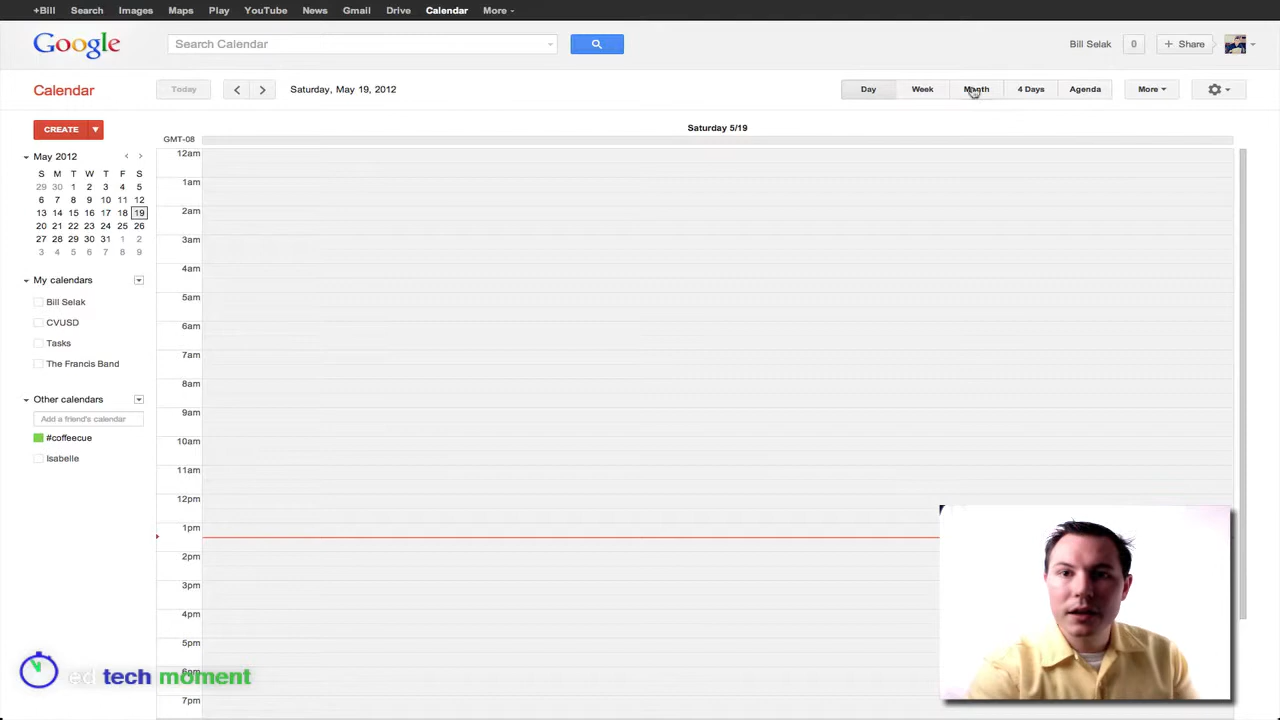 +Bill Search Images Maps Play YouTube News Gmail Drive Calendar More
Google
Search Calendar
Bill Selak 0 + Share
Calendar
Today Saturday, May 19, 2012
Day Week Month 4 Days Agenda More
CREATE
Saturday 5/19
GMT-08
May 2012
S M T W T F S
29 30 1 2 3 4 5
6 7 8 9 10 11 12
13 14 15 16 17 18 19
20 21 22 23 24 25 26
27 28 29 30 31 1 2
3 4 5 6 7 8 9
My calendars
Bill Selak
CVUSD
Tasks
The Francis Band
Other calendars
Add a friend's calendar
#coffeecue
Isabelle
12am
1am
2am
3am
4am
5am
6am
7am
8am
9am
10am
11am
12pm
1pm
2pm
3pm
4pm
5pm
6pm
7pm
ed tech moment